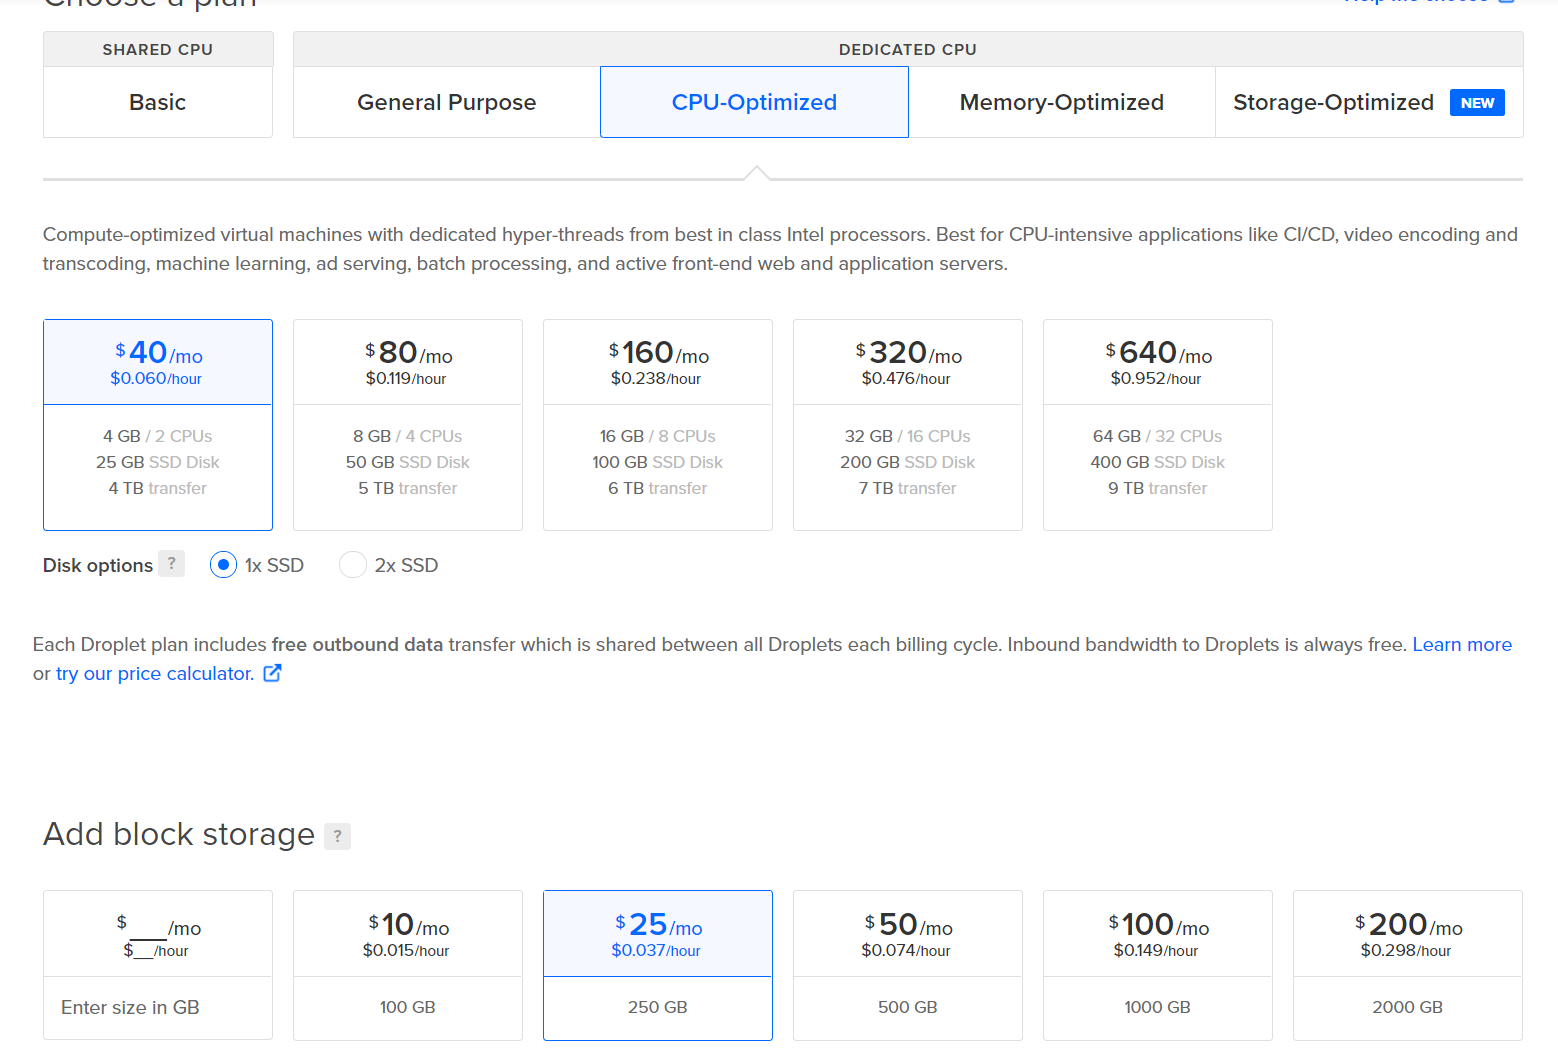 Choose a plan
Help me choose
SHARED CPU
DEDICATED CPU
Basic
General Purpose
CPU-Optimized
Memory-Optimized
Storage-Optimized NEW
Compute-optimized virtual machines with dedicated hyper-threads from best in class Intel processors. Best for CPU-intensive applications like CI/CD, video encoding and
transcoding, machine learning, ad serving, batch processing, and active front-end web and application servers.
$40/mo
$0.060/hour
4 GB / 2 CPUs
25 GB SSD Disk
4 TB transfer
$80/mo
$0.119/hour
8 GB / 4 CPUs
50 GB SSD Disk
5 TB transfer
$160/mo
$0.238/hour
16 GB / 8 CPUs
100 GB SSD Disk
6 TB transfer
$320/mo
$0.476/hour
32 GB / 16 CPUs
200 GB SSD Disk
7 TB transfer
$640/mo
$0.952/hour
64 GB / 32 CPUs
400 GB SSD Disk
9 TB transfer
Disk options ? 1x SSD 2x SSD
Each Droplet plan includes free outbound data transfer which is shared between all Droplets each billing cycle. Inbound bandwidth to Droplets is always free. Learn more
or try our price calculator.
Add block storage ?
$___/mo
$__/hour
Enter size in GB
$10/mo
$0.015/hour
100 GB
$25/mo
$0.037/hour
250 GB
$50/mo
$0.074/hour
500 GB
$100/mo
$0.149/hour
1000 GB
$200/mo
$0.298/hour
2000 GB